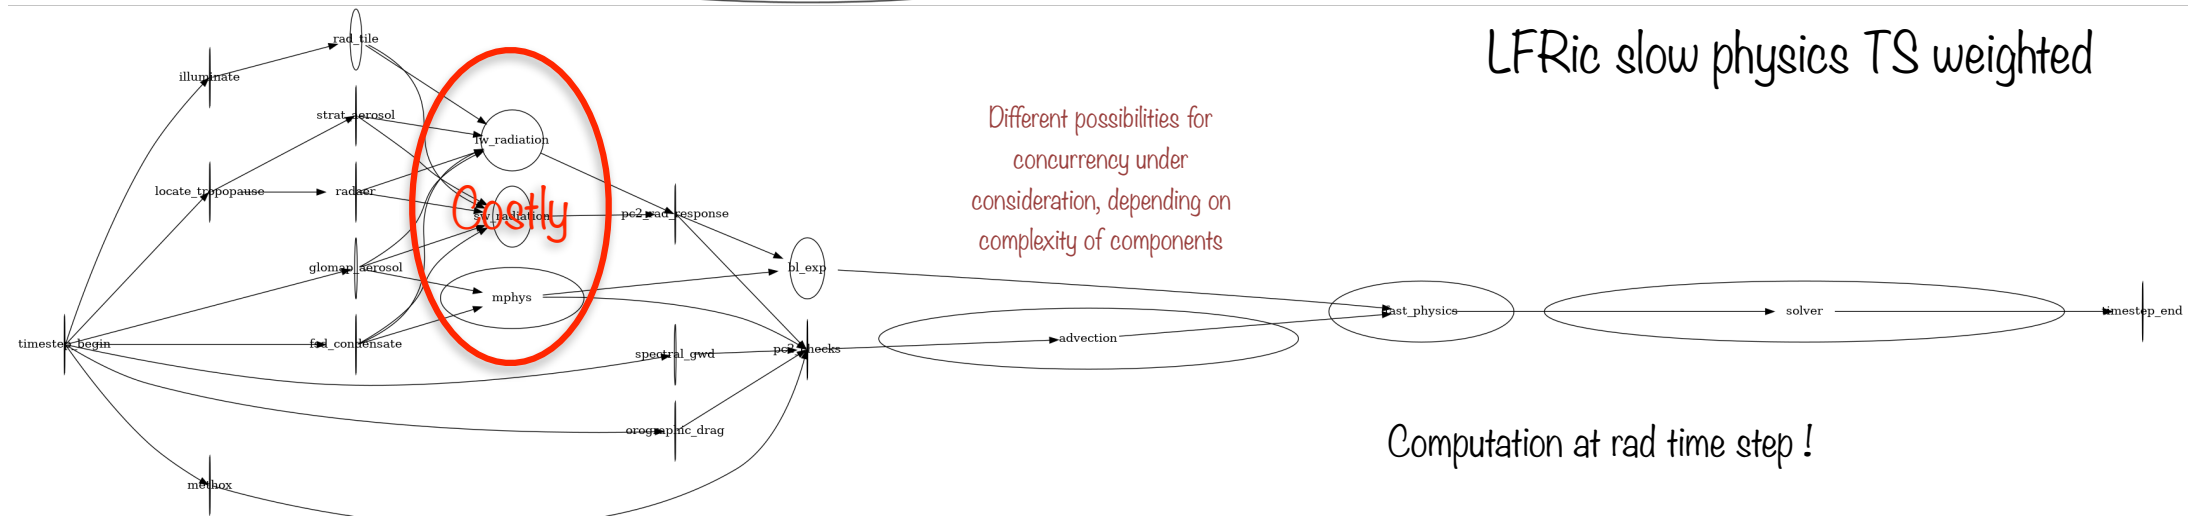 LFRic slow physics TS weighted
rad_tile
illuminate
strat_aerosol
lw_radiation
locate_tropopause
radaer
Costly
sw_radiation
pc2_rad_response
glomap_aerosol
mphys
bl_exp
timestep_begin
fsd_condensate
spectral_gwd
pc2_checks
orographic_drag
methox
Different possibilities for
concurrency under
consideration, depending on
complexity of components
advection
fast_physics
solver
timestep_end
Computation at rad time step !